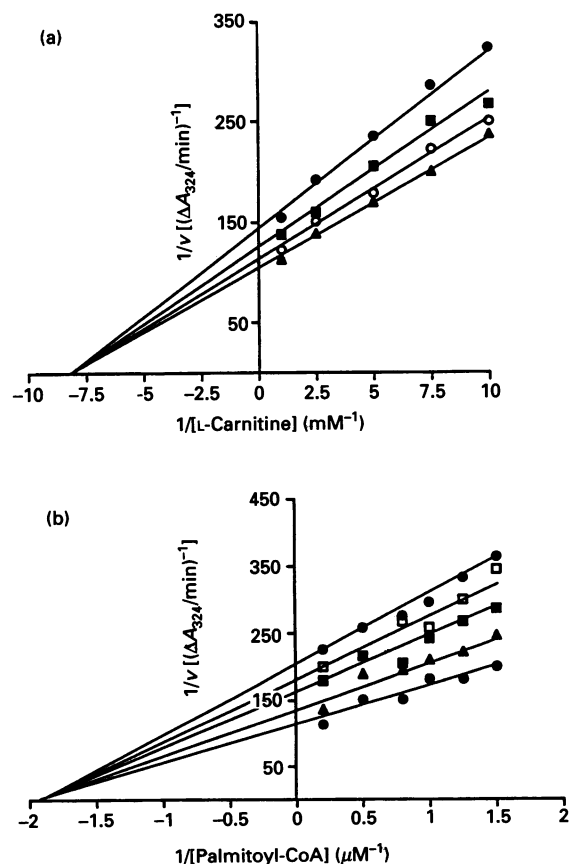 (a)
350
250
150
50
1/v [(ΔA324/min)−1]
−10 −7.5 −5 −2.5 0 2.5 5 7.5 10
1/[L-Carnitine] (mM−1)
(b)
450
350
250
150
50
1/v [(ΔA324/min)−1]
−2 −1.5 −1 −0.5 0 0.5 1 1.5 2
1/[Palmitoyl-CoA] (μM−1)